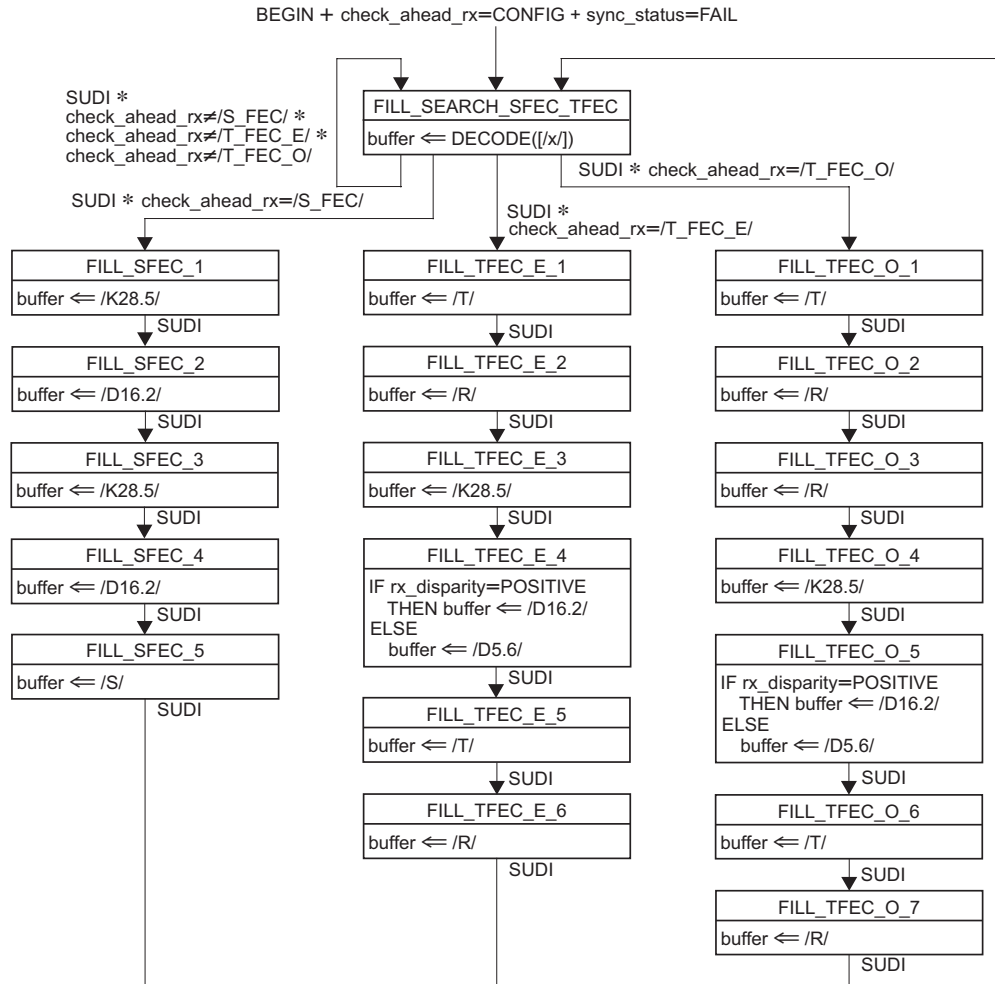 BEGIN + check_ahead_rx=CONFIG + sync_status=FAIL
SUDI *
check_ahead_rx≠/S_FEC/ *
check_ahead_rx≠/T_FEC_E/ *
check_ahead_rx≠/T_FEC_O/
FILL_SEARCH_SFEC_TFEC
buffer ⇐ DECODE([/x/])
SUDI * check_ahead_rx=/S_FEC/
SUDI *
check_ahead_rx=/T_FEC_E/
SUDI * check_ahead_rx=/T_FEC_O/
FILL_SFEC_1
buffer ⇐ /K28.5/
SUDI
FILL_SFEC_2
buffer ⇐ /D16.2/
SUDI
FILL_SFEC_3
buffer ⇐ /K28.5/
SUDI
FILL_SFEC_4
buffer ⇐ /D16.2/
SUDI
FILL_SFEC_5
buffer ⇐ /S/
SUDI
FILL_TFEC_E_1
buffer ⇐ /T/
SUDI
FILL_TFEC_E_2
buffer ⇐ /R/
SUDI
FILL_TFEC_E_3
buffer ⇐ /K28.5/
SUDI
FILL_TFEC_E_4
IF rx_disparity=POSITIVE
THEN buffer ⇐ /D16.2/
ELSE
buffer ⇐ /D5.6/
SUDI
FILL_TFEC_E_5
buffer ⇐ /T/
SUDI
FILL_TFEC_E_6
buffer ⇐ /R/
SUDI
FILL_TFEC_O_1
buffer ⇐ /T/
SUDI
FILL_TFEC_O_2
buffer ⇐ /R/
SUDI
FILL_TFEC_O_3
buffer ⇐ /R/
SUDI
FILL_TFEC_O_4
buffer ⇐ /K28.5/
SUDI
FILL_TFEC_O_5
IF rx_disparity=POSITIVE
THEN buffer ⇐ /D16.2/
ELSE
buffer ⇐ /D5.6/
SUDI
FILL_TFEC_O_6
buffer ⇐ /T/
SUDI
FILL_TFEC_O_7
buffer ⇐ /R/
SUDI